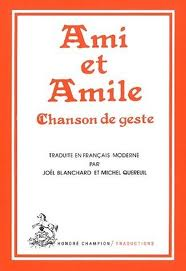 Ami
et
Amile
Chanson de geste
TRADUITE EN FRANÇAIS MODERNE
PAR
JOËL BLANCHARD ET MICHEL QUEREUIL
HONORÉ CHAMPION / TRADUCTIONS